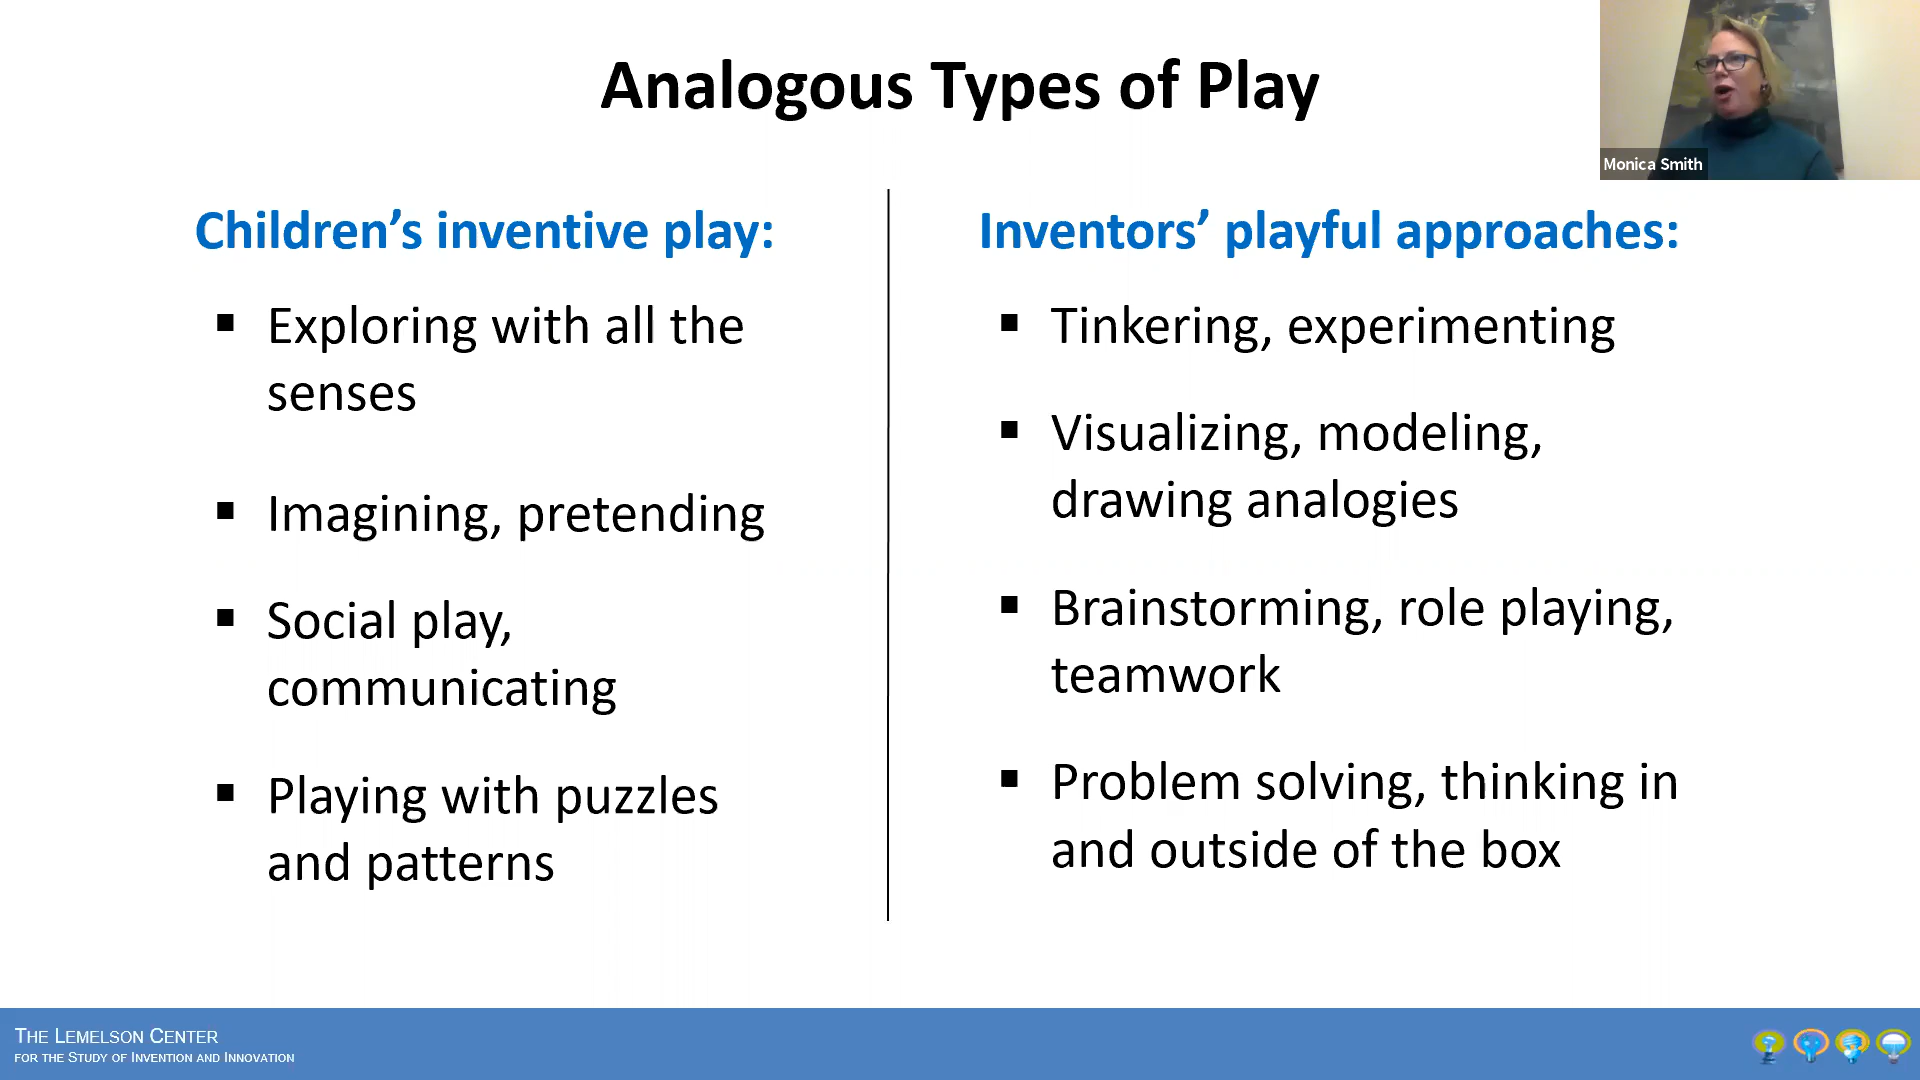 Analogous Types of Play
Monica Smith
Children’s inventive play:
▪ Exploring with all the
senses
▪ Imagining, pretending
▪ Social play,
communicating
▪ Playing with puzzles
and patterns
Inventors’ playful approaches:
▪ Tinkering, experimenting
▪ Visualizing, modeling,
drawing analogies
▪ Brainstorming, role playing,
teamwork
▪ Problem solving, thinking in
and outside of the box
THE LEMELSON CENTER
FOR THE STUDY OF INVENTION AND INNOVATION